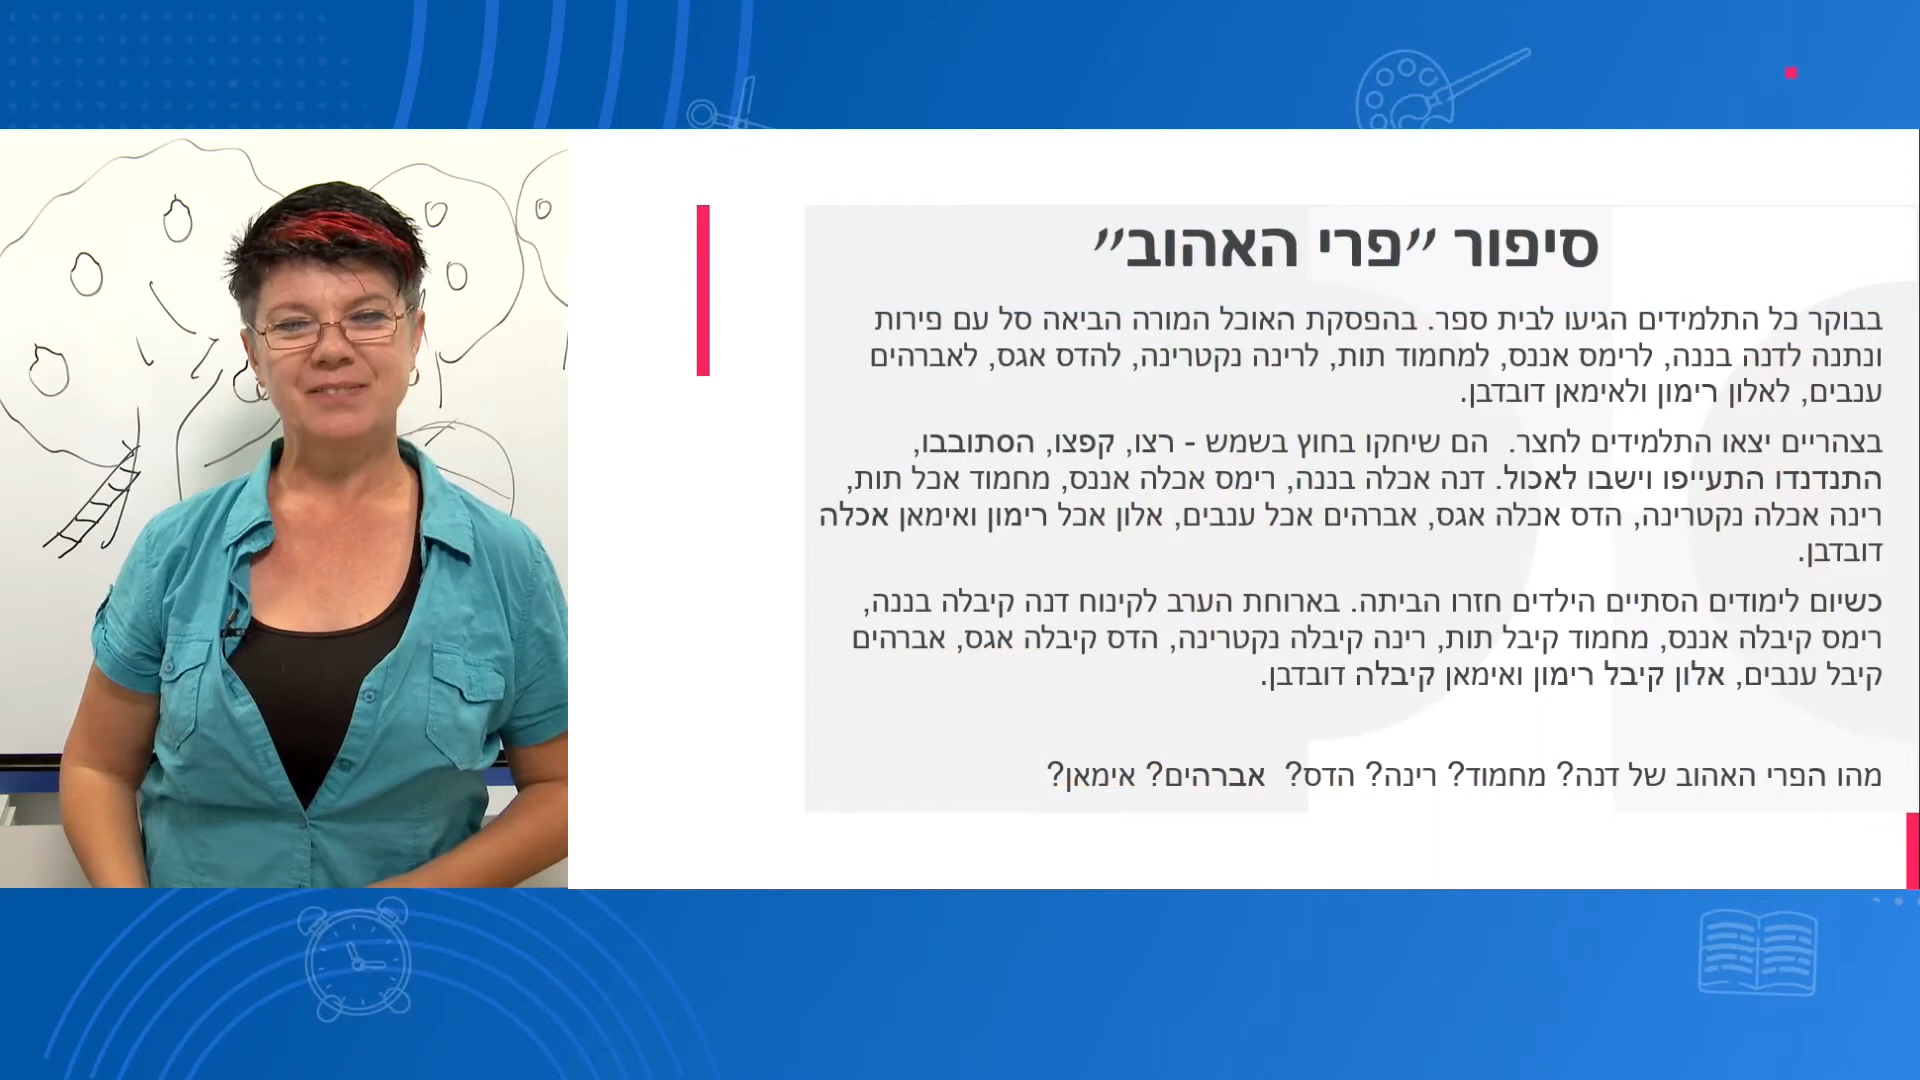 סיפור ״פרי האהוב״
בבוקר כל התלמידים הגיעו לבית ספר. בהפסקת האוכל המורה הביאה סל עם פירות
ונתנה לדנה בננה, לרימס אננס, למחמוד תות, לרינה נקטרינה, להדס אגס, לאברהים
ענבים, לאלון רימון ולאימאן דובדבן.
בצהריים יצאו התלמידים לחצר.  הם שיחקו בחוץ בשמש - רצו, קפצו, הסתובבו,
התנדנדו התעייפו וישבו לאכול. דנה אכלה בננה, רימס אכלה אננס, מחמוד אכל תות,
רינה אכלה נקטרינה, הדס אכלה אגס, אברהים אכל ענבים, אלון אכל רימון ואימאן אכלה
דובדבן.
כשיום לימודים הסתיים הילדים חזרו הביתה. בארוחת הערב לקינוח דנה קיבלה בננה,
רימס קיבלה אננס, מחמוד קיבל תות, רינה קיבלה נקטרינה, הדס קיבלה אגס, אברהים
קיבל ענבים, אלון קיבל רימון ואימאן קיבלה דובדבן.
מהו הפרי האהוב של דנה? מחמוד? רינה? הדס?  אברהים? אימאן?